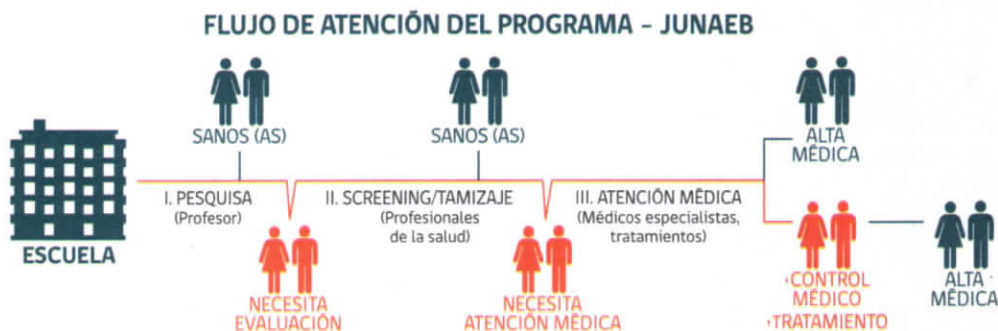 FLUJO DE ATENCIÓN DEL PROGRAMA – JUNAEB
SANOS (AS)
SANOS (AS)
ALTA
MÉDICA
I. PESQUISA
(Profesor)
II. SCREENING/TAMIZAJE
(Profesionales
de la salud)
III. ATENCIÓN MÉDICA
(Médicos especialistas,
tratamientos)
ESCUELA
NECESITA
EVALUACIÓN
NECESITA
ATENCIÓN MÉDICA
·CONTROL
MÉDICO
·TRATAMIENTO
ALTA
MÉDICA